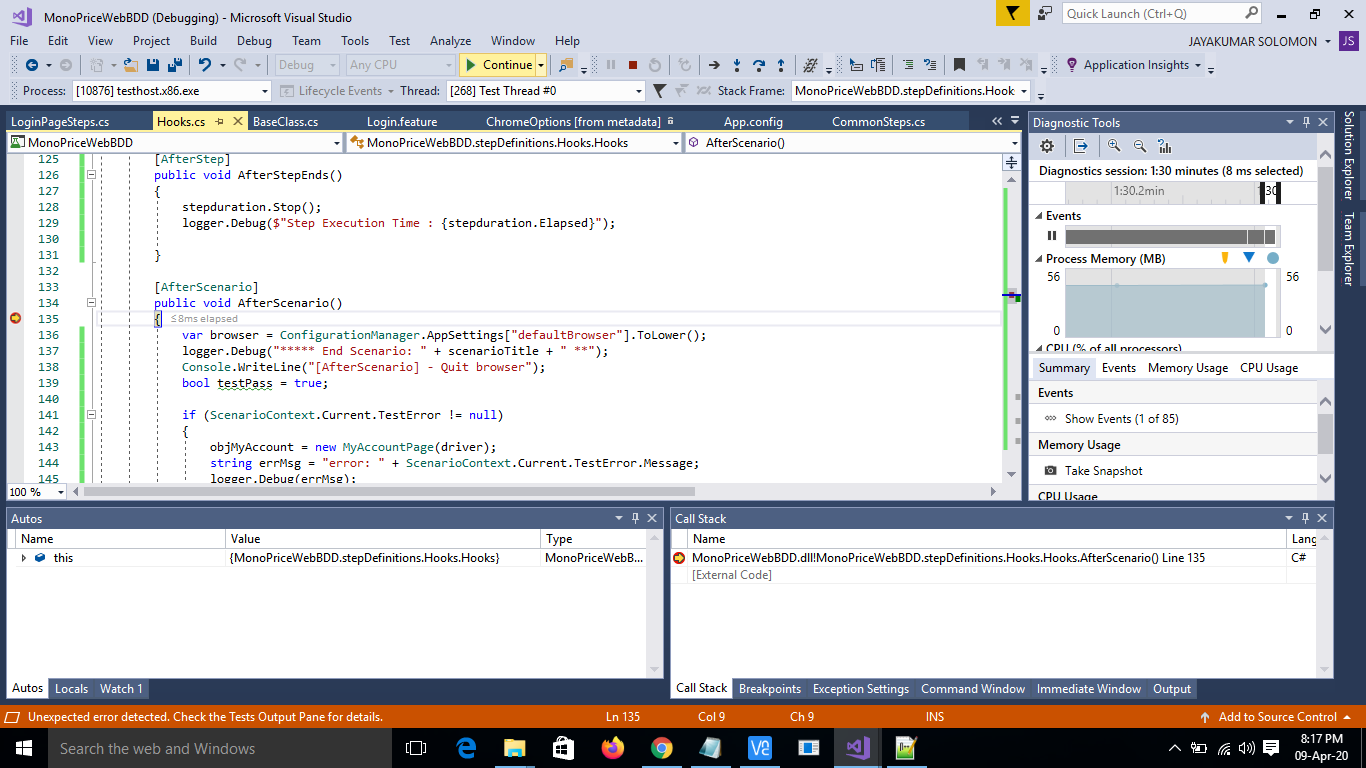 MonoPriceWebBDD (Debugging) - Microsoft Visual Studio
Quick Launch (Ctrl+Q)
File Edit View Project Build Debug Team Tools Test Analyze Window Help
JAYAKUMAR SOLOMON JS
Debug Any CPU Continue Application Insights
Process: [10876] testhost.x86.exe Lifecycle Events Thread: [268] Test Thread #0 Stack Frame: MonoPriceWebBDD.stepDefinitions.Hook
LoginPageSteps.cs Hooks.cs BaseClass.cs Login.feature ChromeOptions [from metadata] App.config CommonSteps.cs
MonoPriceWebBDD MonoPriceWebBDD.stepDefinitions.Hooks.Hooks AfterScenario()
125 [AfterStep]
126 public void AfterStepEnds()
127 {
128 stepduration.Stop();
129 logger.Debug($"Step Execution Time : {stepduration.Elapsed}");
130
131 }
132
133 [AfterScenario]
134 public void AfterScenario()
135 { ≤8ms elapsed
136 var browser = ConfigurationManager.AppSettings["defaultBrowser"].ToLower();
137 logger.Debug("***** End Scenario: " + scenarioTitle + " **");
138 Console.WriteLine("[AfterScenario] - Quit browser");
139 bool testPass = true;
140
141 if (ScenarioContext.Current.TestError != null)
142 {
143 objMyAccount = new MyAccountPage(driver);
144 string errMsg = "error: " + ScenarioContext.Current.TestError.Message;
145 logger.Debug(errMsg);
100 %
Diagnostic Tools
Diagnostics session: 1:30 minutes (8 ms selected)
1:30.2min 1:30
Events
Process Memory (MB)
56 56
0 0
CPU (% of all processors)
Summary Events Memory Usage CPU Usage
Events
Show Events (1 of 85)
Memory Usage
Take Snapshot
CPU Usage
Solution Explorer
Team Explorer
Autos
Name Value Type
this {MonoPriceWebBDD.stepDefinitions.Hooks.Hooks} MonoPriceWebB...
Autos Locals Watch 1
Call Stack
Name Lang
MonoPriceWebBDD.dll!MonoPriceWebBDD.stepDefinitions.Hooks.Hooks.AfterScenario() Line 135 C#
[External Code]
Call Stack Breakpoints Exception Settings Command Window Immediate Window Output
Unexpected error detected. Check the Tests Output Pane for details. Ln 135 Col 9 Ch 9 INS Add to Source Control
Search the web and Windows
8:17 PM
09-Apr-20